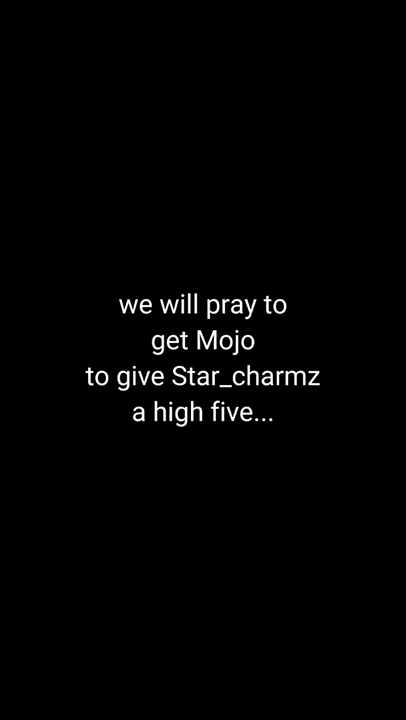 we will pray to
get Mojo
to give Star_charmz
a high five...